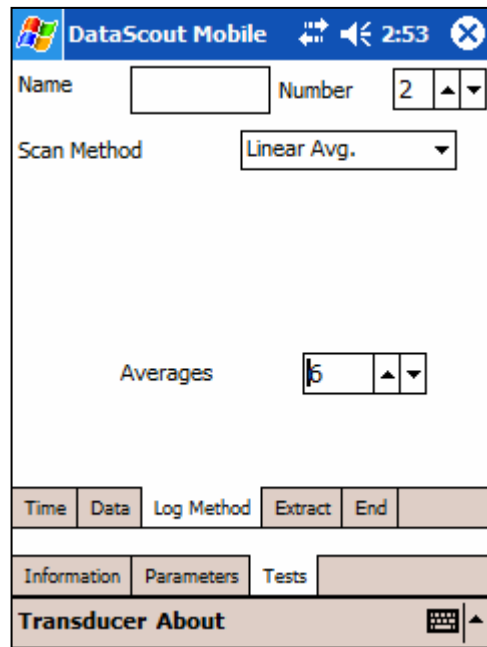 DataScout Mobile 2:53
Name Number 2
Scan Method Linear Avg.
Averages 6
Time Data Log Method Extract End
Information Parameters Tests
Transducer About